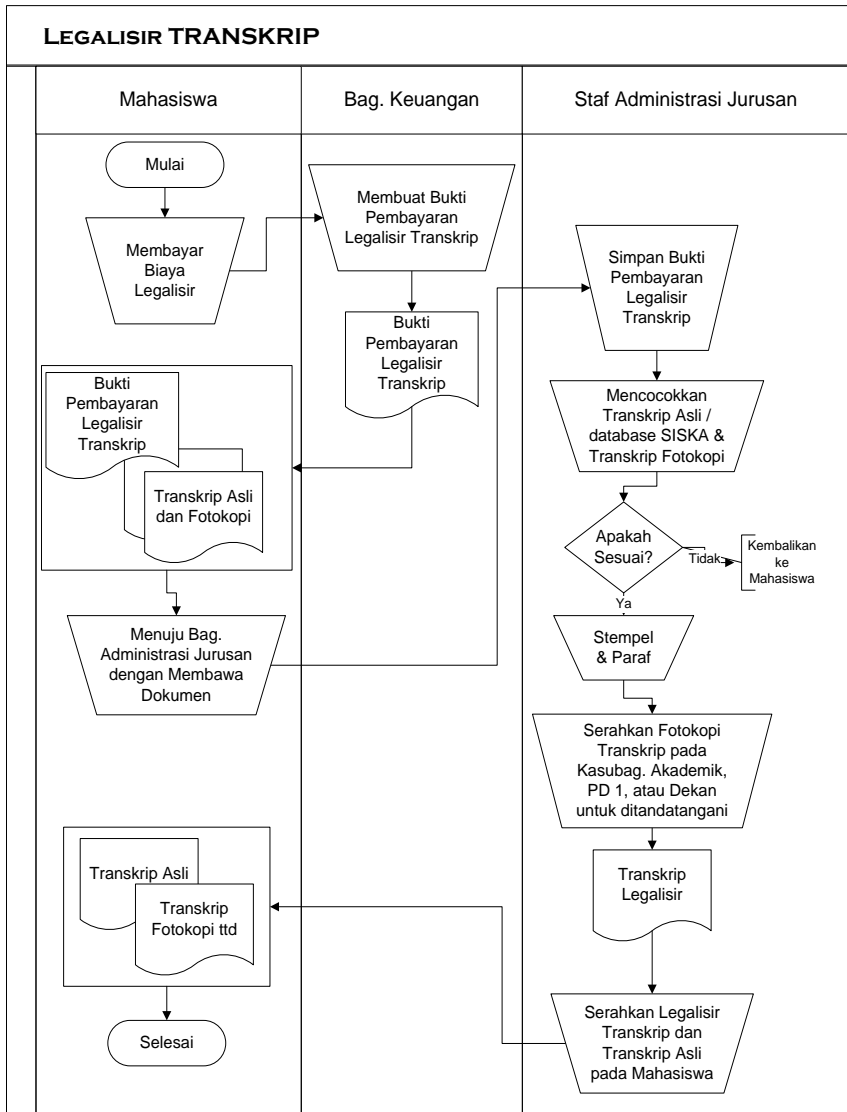 LEGALISIR TRANSKRIP
Mahasiswa
Bag. Keuangan
Staf Administrasi Jurusan
Mulai
Membayar
Biaya
Legalisir
Membuat Bukti
Pembayaran
Legalisir Transkrip
Bukti
Pembayaran
Legalisir
Transkrip
Bukti
Pembayaran
Legalisir
Transkrip
Transkrip Asli
dan Fotokopi
Menuju Bag.
Administrasi Jurusan
dengan Membawa
Dokumen
Simpan Bukti
Pembayaran
Legalisir
Transkrip
Mencocokkan
Transkrip Asli /
database SISKA &
Transkrip Fotokopi
Apakah
Sesuai?
Tidak
Kembalikan
ke
Mahasiswa
Ya
Stempel
& Paraf
Serahkan Fotokopi
Transkrip pada
Kasubag. Akademik,
PD 1, atau Dekan
untuk ditandatangani
Transkrip
Legalisir
Serahkan Legalisir
Transkrip dan
Transkrip Asli
pada Mahasiswa
Transkrip Asli
Transkrip
Fotokopi ttd
Selesai